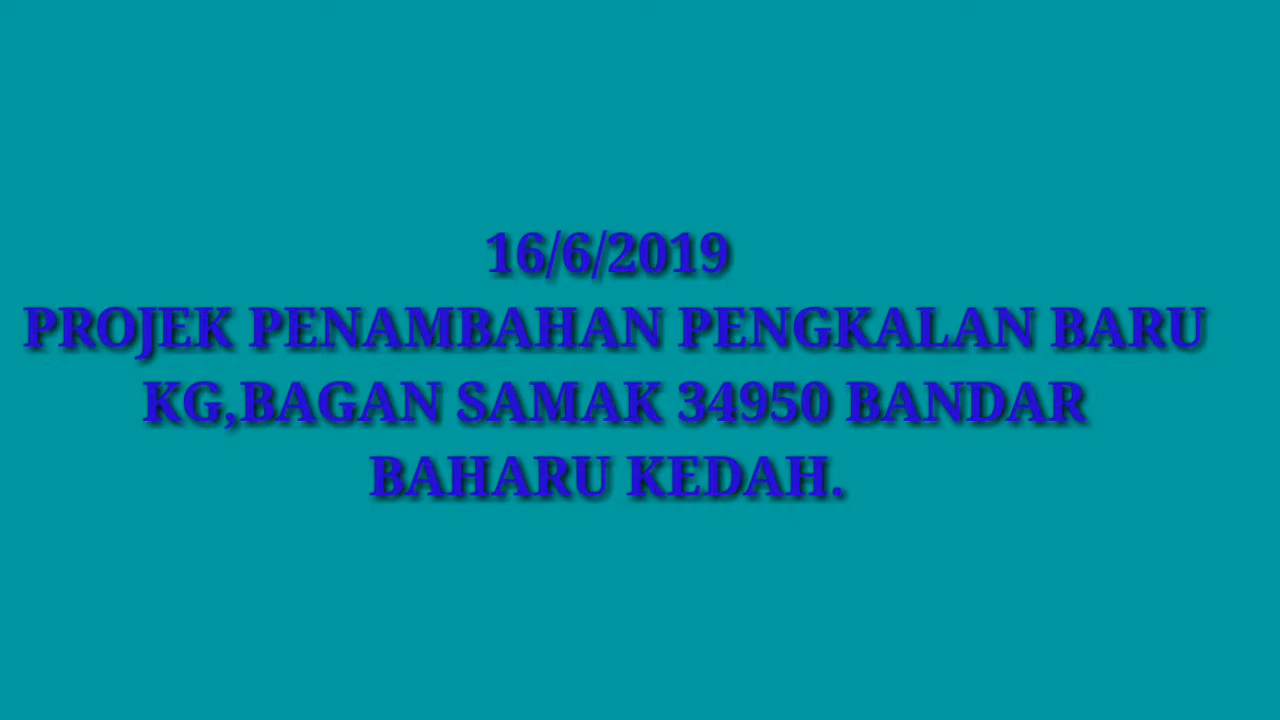 16/6/2019
PROJEK PENAMBAHAN PENGKALAN BARU
KG,BAGAN SAMAK 34950 BANDAR
BAHARU KEDAH.